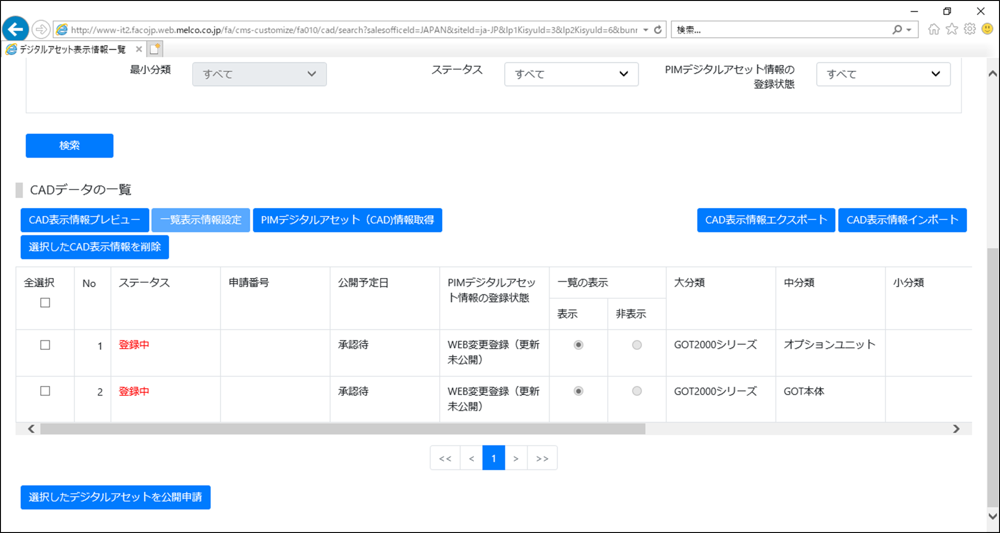 http://www-it2.facojp.web.melco.co.jp/fa/cms-customize/fa010/cad/search?salesofficeId=JAPAN&siteId=ja-JP&lp1KisyuId=3&lp2KisyuId=6&bunr
検索...
デジタルアセット表示情報一覧
最小分類 すべて ステータス すべて PIMデジタルアセット情報の すべて
登録状態
検索
CADデータの一覧
CAD表示情報プレビュー 一覧表示情報設定 PIMデジタルアセット（CAD)情報取得 CAD表示情報エクスポート CAD表示情報インポート
選択したCAD表示情報を削除
全選択 No ステータス 申請番号 公開予定日 PIMデジタルアセッ 一覧の表示 大分類 中分類 小分類
ト情報の登録状態
表示 非表示
1 登録中 承認待 WEB変更登録（更新 GOT2000シリーズ オプションユニット
未公開）
2 登録中 承認待 WEB変更登録（更新 GOT2000シリーズ GOT本体
未公開）
<< < 1 > >>
選択したデジタルアセットを公開申請